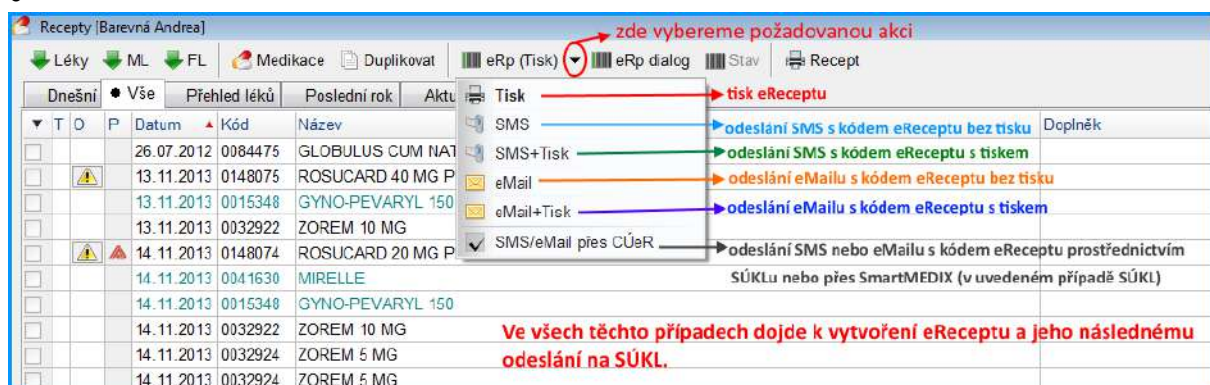 Recepty [Barevná Andrea]
zde vybereme požadovanou akci
Léky ML FL Medikace Duplikovat eRp (Tisk) eRp dialog Stav Recept
Dnešní Vše Přehled léků Poslední rok Aktu
Tisk tisk eReceptu
T O P Datum Kód Název Doplněk
SMS odeslání SMS s kódem eReceptu bez tisku
26.07.2012 0084475 GLOBULUS CUM NAT
SMS+Tisk odeslání SMS s kódem eReceptu s tiskem
13.11.2013 0148075 ROSUCARD 40 MG P
eMail odeslání eMailu s kódem eReceptu bez tisku
13.11.2013 0015348 GYNO-PEVARYL 150
eMail+Tisk odeslání eMailu s kódem eReceptu s tiskem
13.11.2013 0032922 ZOREM 10 MG
SMS/eMail přes CÚeR odeslání SMS nebo eMailu s kódem eReceptu prostřednictvím
14.11.2013 0148074 ROSUCARD 20 MG P
SÚKLu nebo přes SmartMEDIX (v uvedeném případě SÚKL)
14.11.2013 0041630 MIRELLE
14.11.2013 0015348 GYNO-PEVARYL 150
14.11.2013 0032922 ZOREM 10 MG
Ve všech těchto případech dojde k vytvoření eReceptu a jeho následnému
14.11.2013 0032924 ZOREM 5 MG
odeslání na SÚKL.
14.11.2013 0032924 ZOREM 5 MG